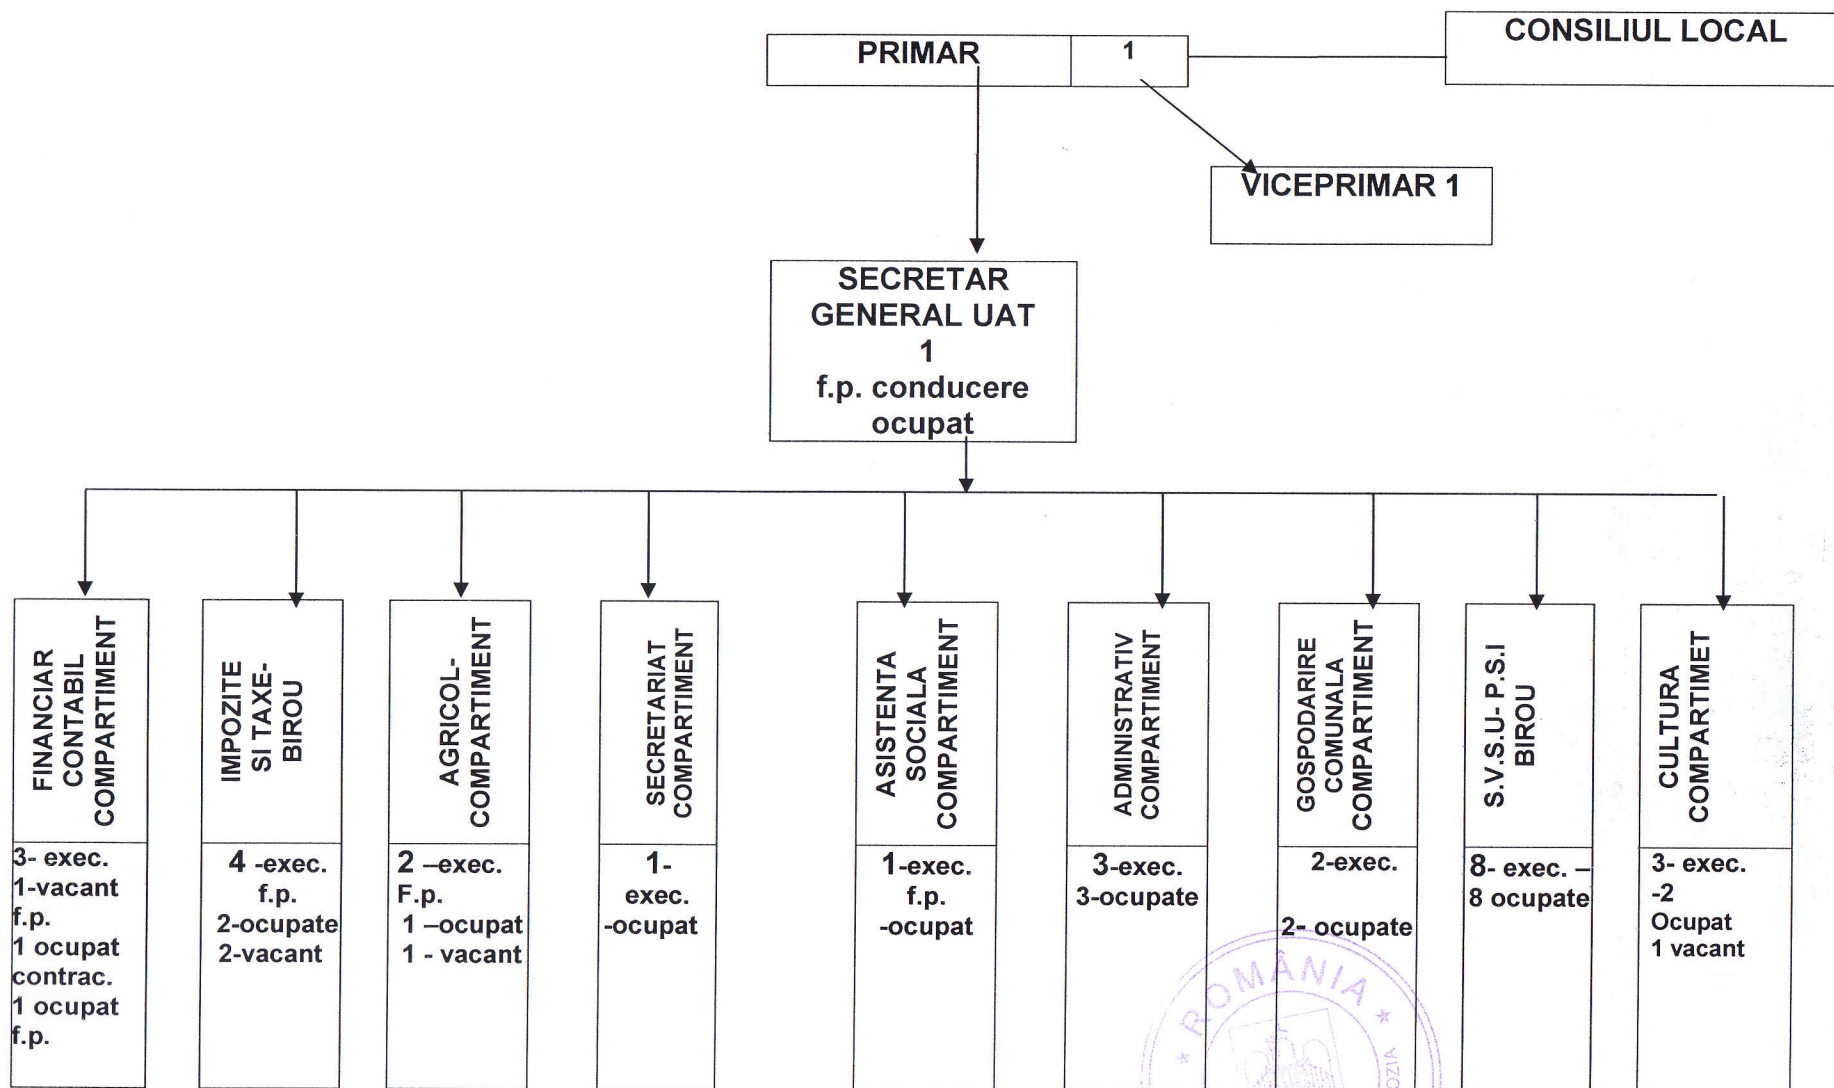 PRIMAR
1
CONSILIUL LOCAL
VICEPRIMAR 1
SECRETAR
GENERAL UAT
1
f.p. conducere
ocupat
FINANCIAR
CONTABIL
COMPARTIMENT
3- exec.
1-vacant
f.p.
1 ocupat
contrac.
1 ocupat
f.p.
IMPOZITE
SI TAXE-
BIROU
4 -exec.
f.p.
2-ocupate
2-vacant
AGRICOL-
COMPARTIMENT
2 –exec.
F.p.
1 –ocupat
1 - vacant
SECRETARIAT
COMPARTIMENT
1-
exec.
-ocupat
ASISTENTA
SOCIALA
COMPARTIMENT
1-exec.
f.p.
-ocupat
ADMINISTRATIV
COMPARTIMENT
3-exec.
3-ocupate
GOSPODARIRE
COMUNALA
COMPARTIMENT
2-exec.
2- ocupate
S.V.S.U- P.S.I
BIROU
8- exec. –
8 ocupate
CULTURA
COMPARTIMET
3- exec.
-2
Ocupat
1 vacant
* ROMÂNIA *